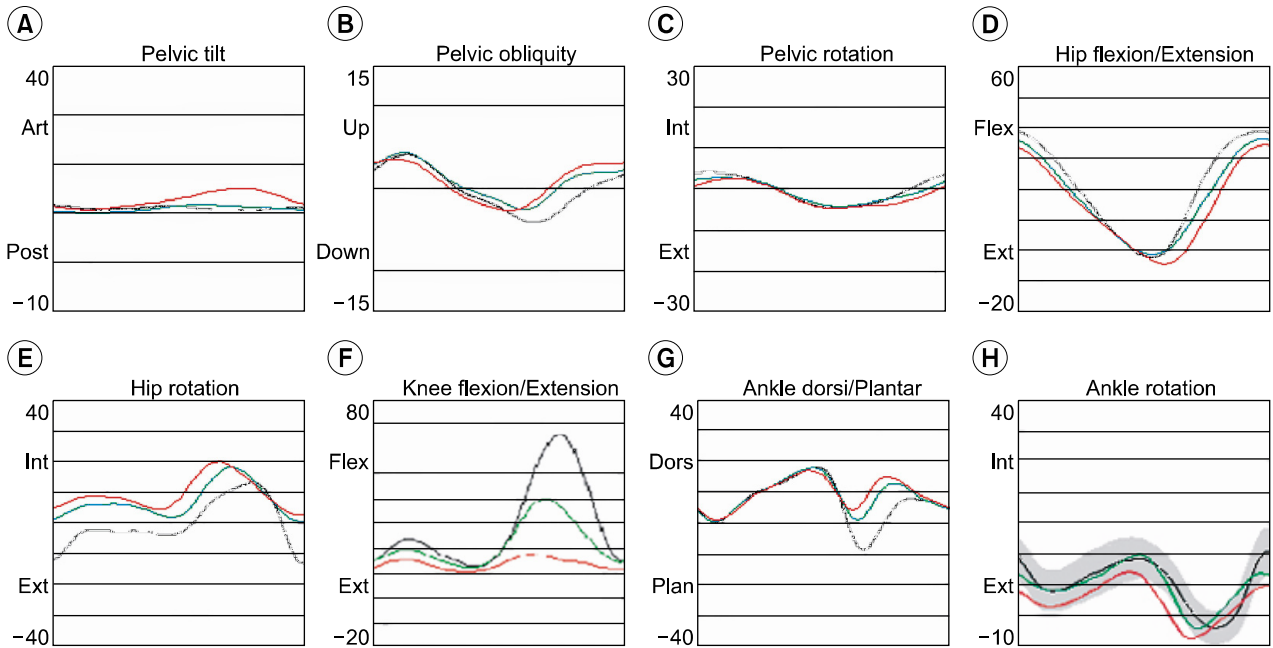 A
B
C
D
Pelvic tilt
Pelvic obliquity
Pelvic rotation
Hip flexion/Extension
40
Art
Post
−10
15
Up
Down
−15
30
Int
Ext
−30
60
Flex
Ext
−20
E
F
G
H
Hip rotation
Knee flexion/Extension
Ankle dorsi/Plantar
Ankle rotation
40
Int
Ext
−40
80
Flex
Ext
−20
40
Dors
Plan
−40
40
Int
Ext
−10